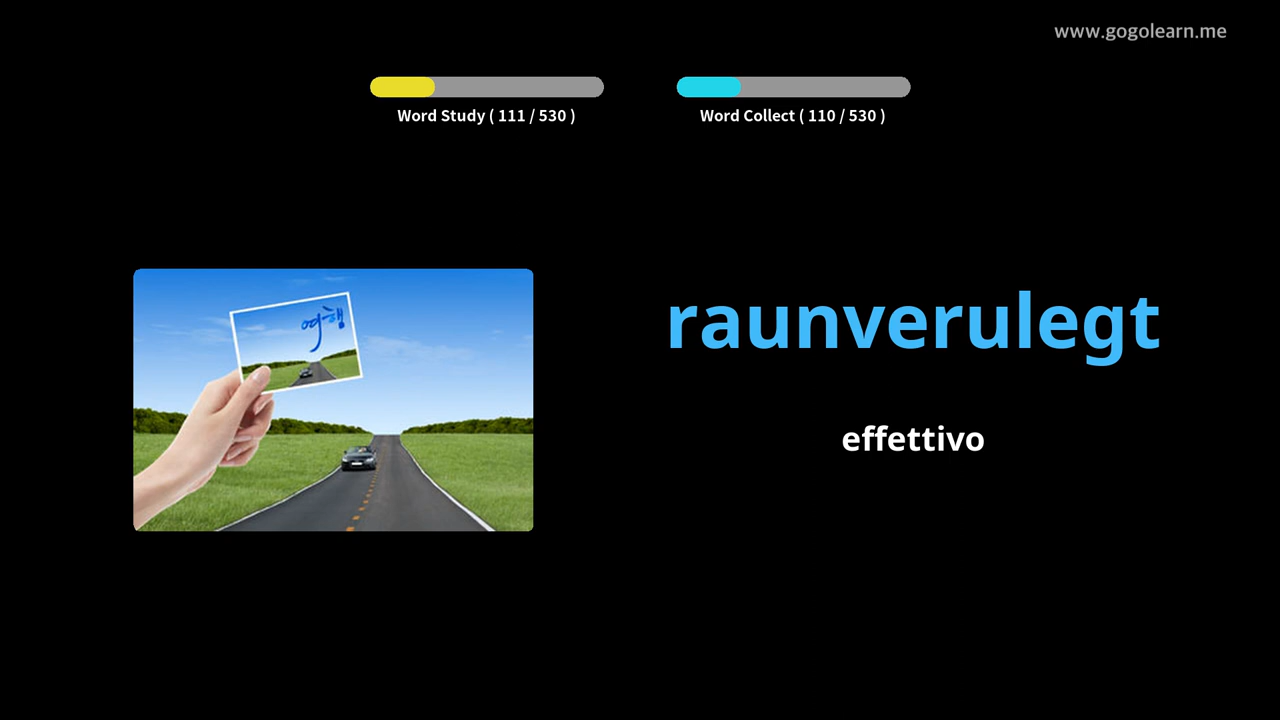 www.gogolearn.me
Word Study ( 111 / 530 )
Word Collect ( 110 / 530 )
여행
raunverulegt
effettivo